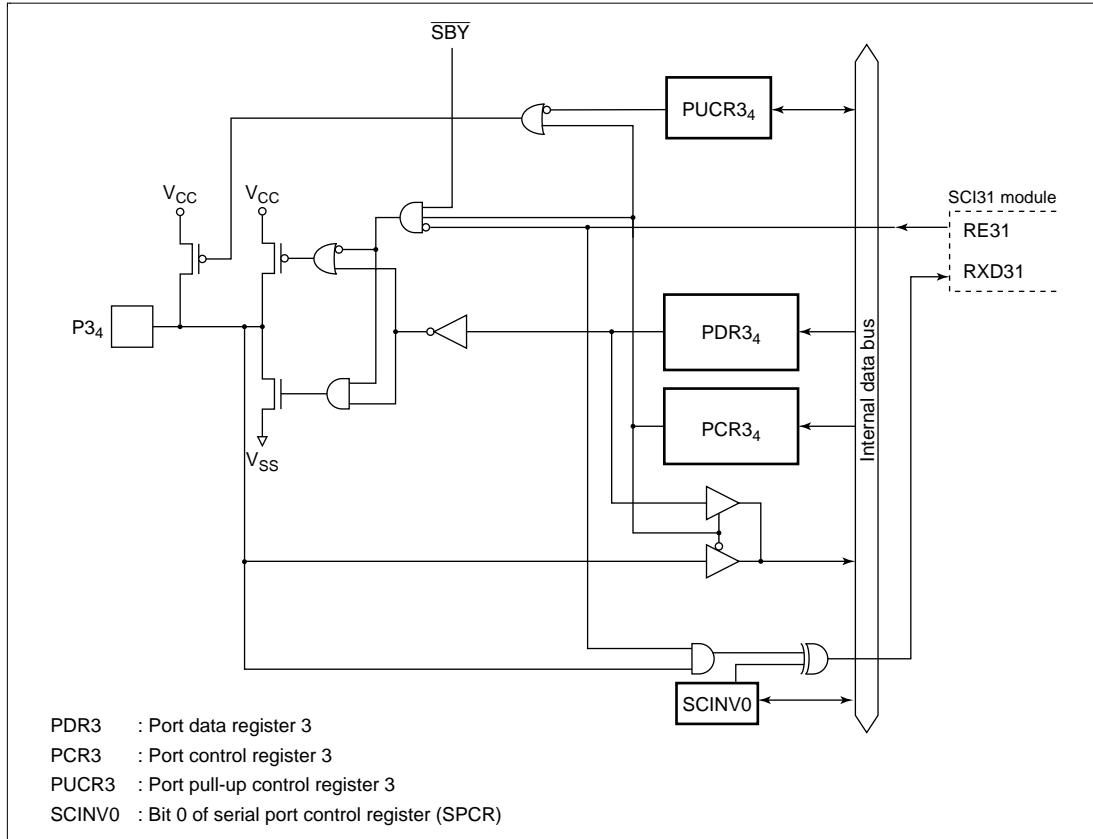 SBY
PUCR3₄
V_CC
V_CC
SCI31 module
RE31
RXD31
P3₄
PDR3₄
PCR3₄
Internal data bus
V_SS
SCINV0
PDR3 : Port data register 3
PCR3 : Port control register 3
PUCR3 : Port pull-up control register 3
SCINV0 : Bit 0 of serial port control register (SPCR)